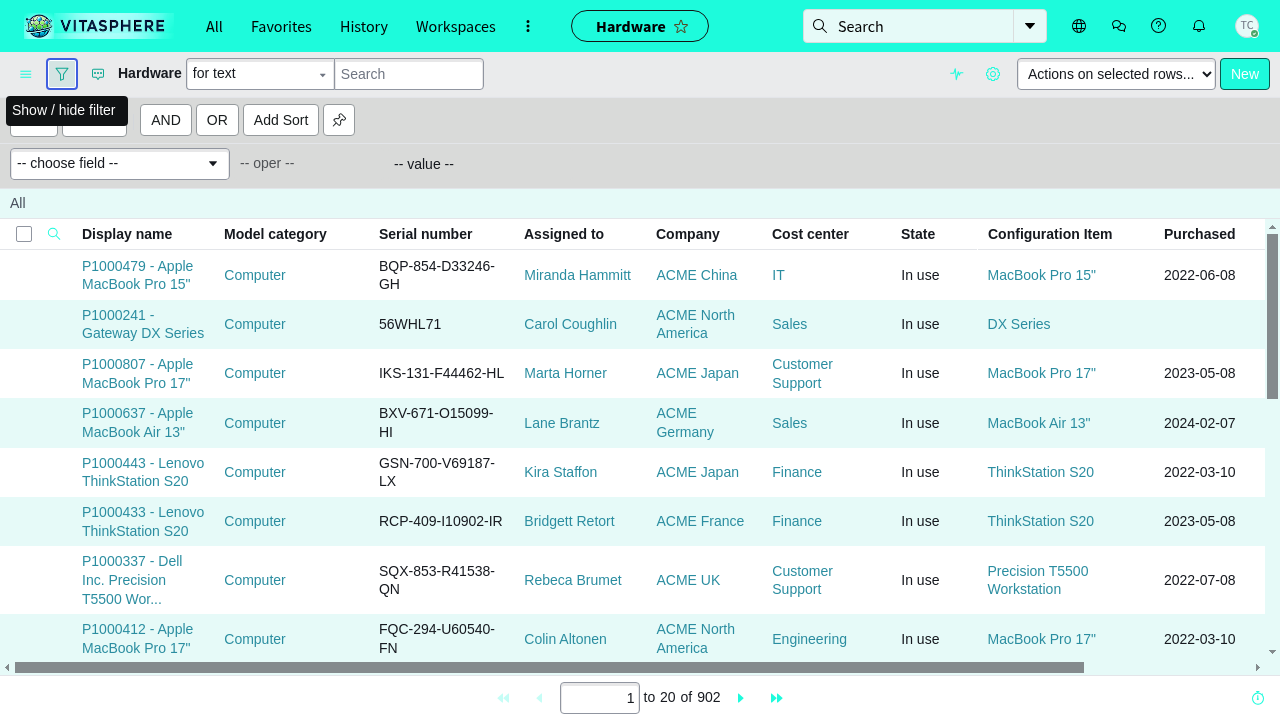 VITASPHERE All Favorites History Workspaces Hardware Search TC
Hardware for text Search Actions on selected rows... New
Show / hide filter
AND OR Add Sort
-- choose field -- -- oper -- -- value --
All
Display name Model category Serial number Assigned to Company Cost center State Configuration Item Purchased
P1000479 - Apple MacBook Pro 15" Computer BQP-854-D33246-GH Miranda Hammitt ACME China IT In use MacBook Pro 15" 2022-06-08
P1000241 - Gateway DX Series Computer 56WHL71 Carol Coughlin ACME North America Sales In use DX Series
P1000807 - Apple MacBook Pro 17" Computer IKS-131-F44462-HL Marta Horner ACME Japan Customer Support In use MacBook Pro 17" 2023-05-08
P1000637 - Apple MacBook Air 13" Computer BXV-671-O15099-HI Lane Brantz ACME Germany Sales In use MacBook Air 13" 2024-02-07
P1000443 - Lenovo ThinkStation S20 Computer GSN-700-V69187-LX Kira Staffon ACME Japan Finance In use ThinkStation S20 2022-03-10
P1000433 - Lenovo ThinkStation S20 Computer RCP-409-I10902-IR Bridgett Retort ACME France Finance In use ThinkStation S20 2023-05-08
P1000337 - Dell Inc. Precision T5500 Wor... Computer SQX-853-R41538-QN Rebeca Brumet ACME UK Customer Support In use Precision T5500 Workstation 2022-07-08
P1000412 - Apple MacBook Pro 17" Computer FQC-294-U60540-FN Colin Altonen ACME North America Engineering In use MacBook Pro 17" 2022-03-10
1 to 20 of 902